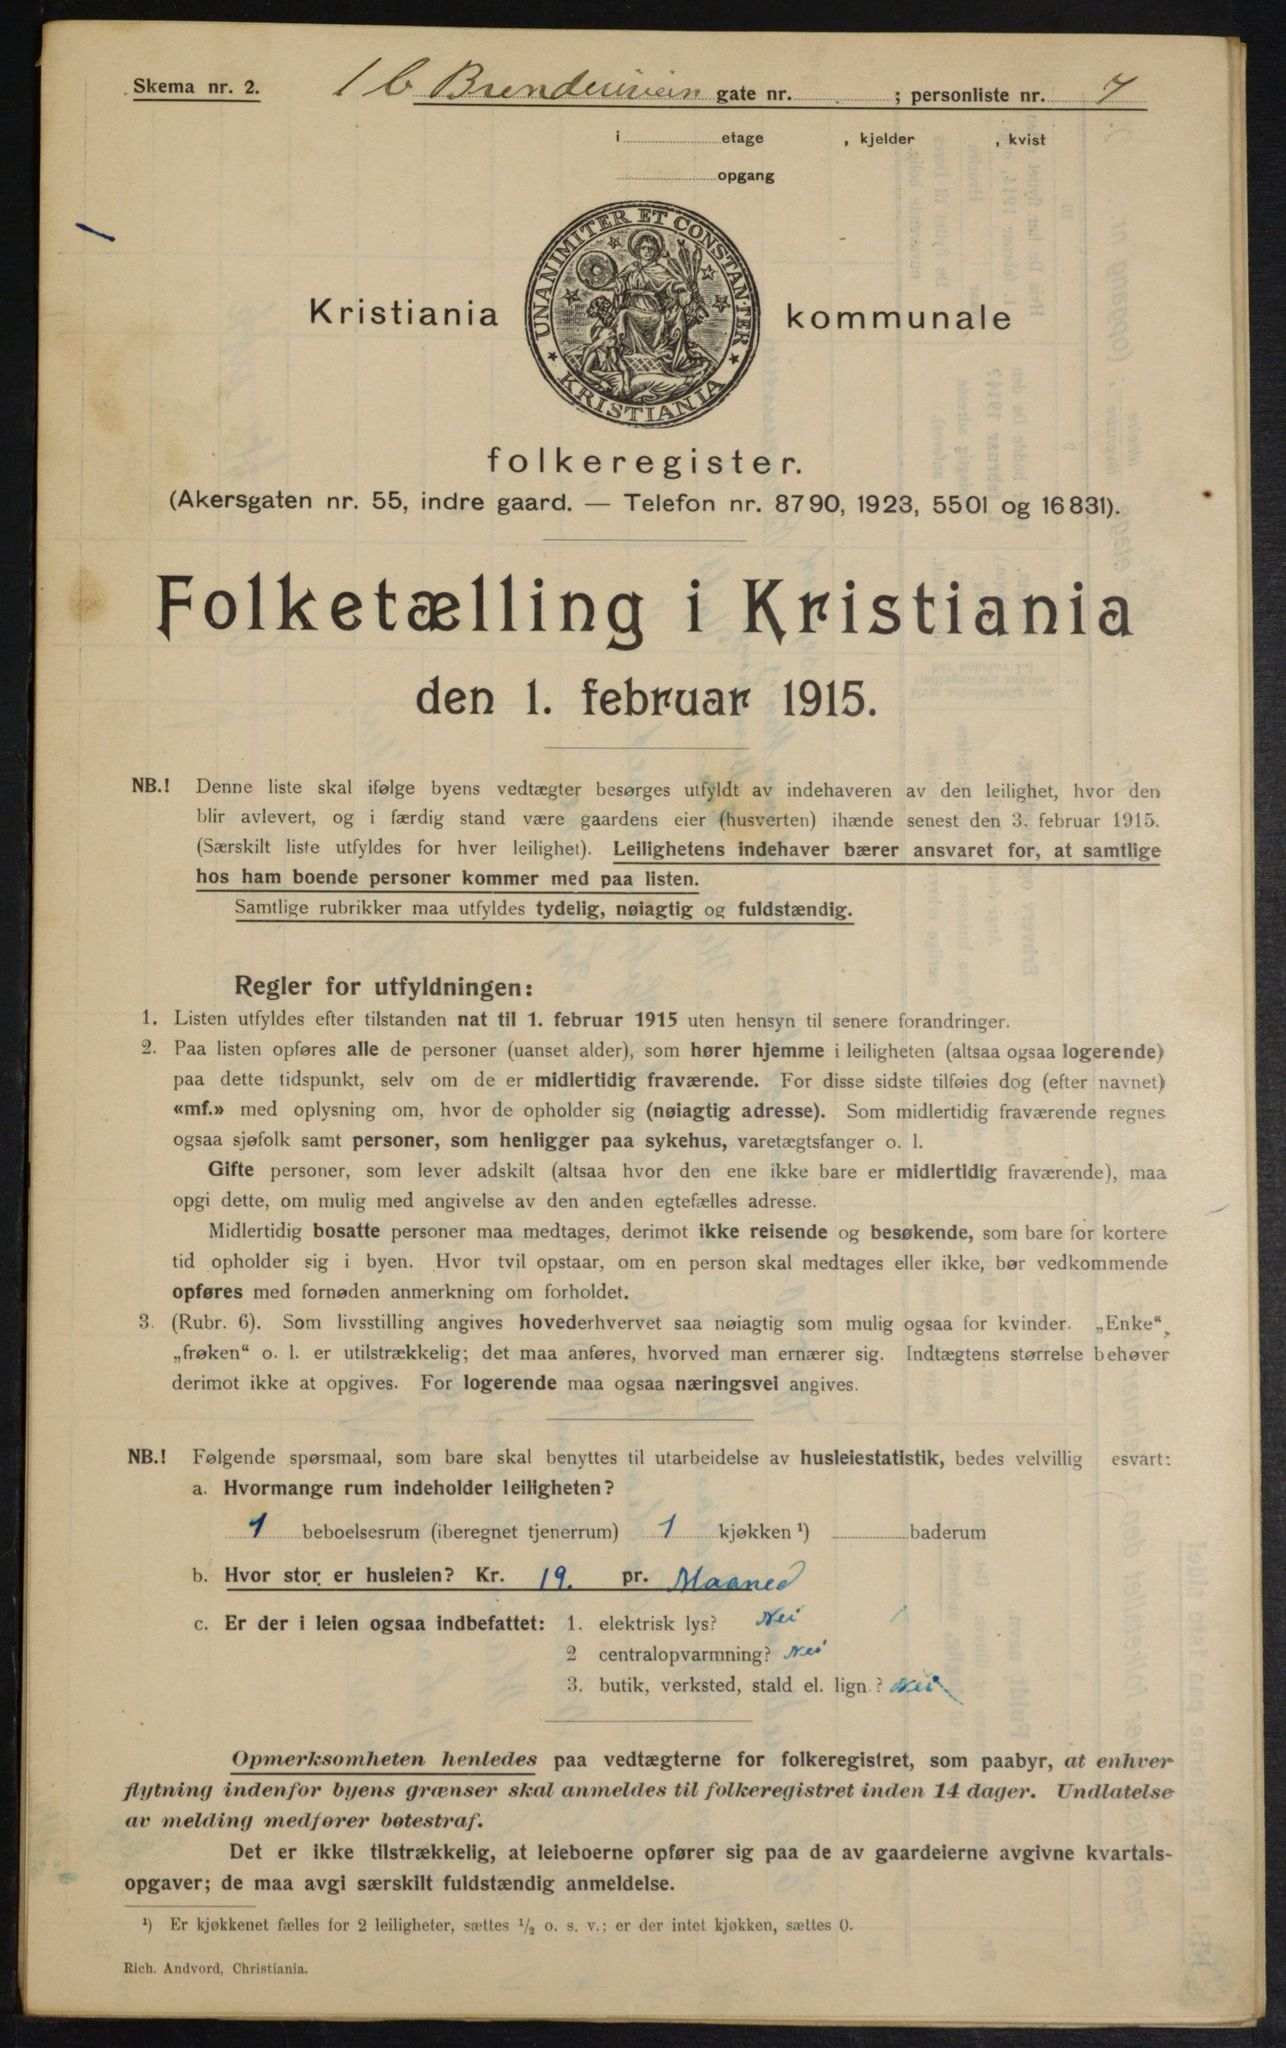 Skema nr. 2. 1 b gate nr. ; personliste nr. 7
i etage , kjelder , kvist
opgang
1
UNANIMITER ET CONSTANTER
KRISTIANIA
Kristiania kommunale
folkeregister.
(Akersgaten nr. 55, indre gaard. — Telefon nr. 8790, 1923, 5501 og 16831).
Folketælling i Kristiania
den 1. februar 1915.
NB.! Denne liste skal ifølge byens vedtægter besørges utfyldt av indehaveren av den leilighet, hvor den
blir avlevert, og i færdig stand være gaardens eier (husverten) ihænde senest den 3. februar 1915.
(Særskilt liste utfyldes for hver leilighet). Leilighetens indehaver bærer ansvaret for, at samtlige
hos ham boende personer kommer med paa listen.
Samtlige rubrikker maa utfyldes tydelig, nøiagtig og fuldstændig.
Regler for utfyldningen:
1. Listen utfyldes efter tilstanden nat til 1. februar 1915 uten hensyn til senere forandringer.
2. Paa listen opføres alle de personer (uanset alder), som hører hjemme i leiligheten (altsaa ogsaa logerende)
paa dette tidspunkt, selv om de er midlertidig fraværende. For disse sidste tilføies dog (efter navnet)
«mf.» med oplysning om, hvor de opholder sig (nøiagtig adresse). Som midlertidig fraværende regnes
ogsaa sjøfolk samt personer, som henligger paa sykehus, varetægtsfanger o. l.
Gifte personer, som lever adskilt (altsaa hvor den ene ikke bare er midlertidig fraværende), maa
opgi dette, om mulig med angivelse av den anden egtefælles adresse.
Midlertidig bosatte personer maa medtages, derimot ikke reisende og besøkende, som bare for kortere
tid opholder sig i byen. Hvor tvil opstaar, om en person skal medtages eller ikke, bør vedkommende
opføres med fornøden anmerkning om forholdet.
3. (Rubr. 6). Som livsstilling angives hovederhvervet saa nøiagtig som mulig ogsaa for kvinder. „Enke“,
„frøken“ o. l. er utilstrækkelig; det maa anføres, hvorved man ernærer sig. Indtægtens størrelse behøver
derimot ikke at opgives. For logerende maa ogsaa næringsvei angives.
NB.! Følgende spørsmaal, som bare skal benyttes til utarbeidelse av husleiestatistik, bedes velvillig esvart:
a. Hvormange rum indeholder leiligheten?
1 beboelsesrum (iberegnet tjenerrum) 1 kjøkken ¹) baderum
b. Hvor stor er husleien? Kr. 19. pr. Maaned
c. Er der i leien ogsaa indbefattet: 1. elektrisk lys? Nei
2 centralopvarmning? Nei
3. butik, verksted, stald el. lign.? Nei
Opmerksomheten henledes paa vedtægterne for folkeregistret, som paabyr, at enhver
flytning indenfor byens grænser skal anmeldes til folkeregistret inden 14 dager. Undlatelse
av melding medfører bøtestraf.
Det er ikke tilstrækkelig, at leieboerne opfører sig paa de av gaardeierne avgivne kvartals-
opgaver; de maa avgi særskilt fuldstændig anmeldelse.
¹) Er kjøkkenet fælles for 2 leiligheter, sættes ½ o. s. v.; er der intet kjøkken, sættes 0.
Rich. Andvord, Christiania.